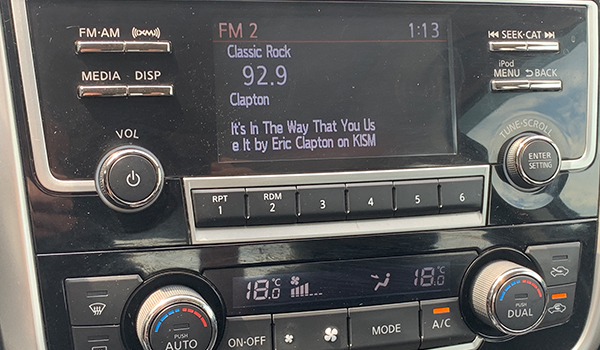 FM 2 1:13
FM·AM
SEEK·CAT
Classic Rock
92.9
MEDIA DISP
iPod
MENU BACK
Clapton
It's In The Way That You Us
e It by Eric Clapton on KISM
VOL
TUNE·SCROLL
ENTER
SETTING
RPT
1
RDM
2
3 4 5 6
18.0°C 18.0°C
PUSH
AUTO
ON·OFF
MODE
A/C
PUSH
DUAL